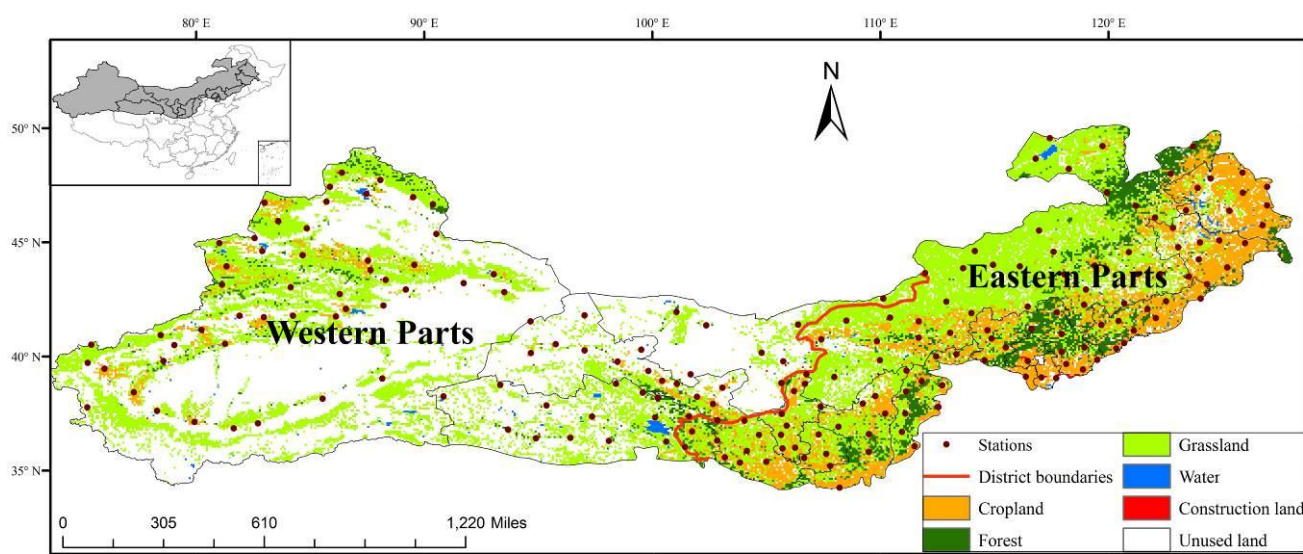 80° E 90° E 100° E 110° E 120° E
N
50° N
45° N
Eastern Parts
Western Parts
40° N
35° N
Stations Grassland
District boundaries Water
Cropland Construction land
Forest Unused land
0 305 610 1,220 Miles